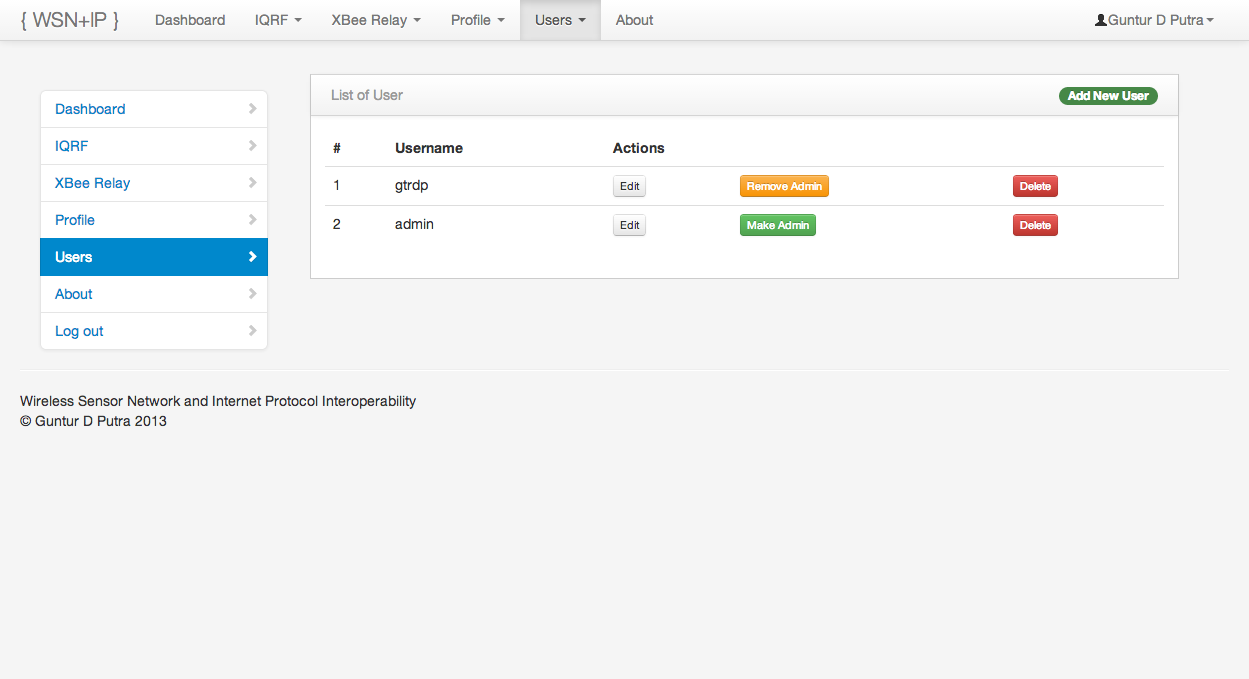 { WSN+IP } Dashboard IQRF XBee Relay Profile Users About Guntur D Putra
Dashboard
IQRF
XBee Relay
Profile
Users
About
Log out
List of User Add New User
# Username Actions
1 gtrdp Edit Remove Admin Delete
2 admin Edit Make Admin Delete
Wireless Sensor Network and Internet Protocol Interoperability
© Guntur D Putra 2013